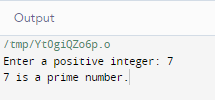 Output
/tmp/Yt0giQZo6p.o
Enter a positive integer: 7
7 is a prime number.